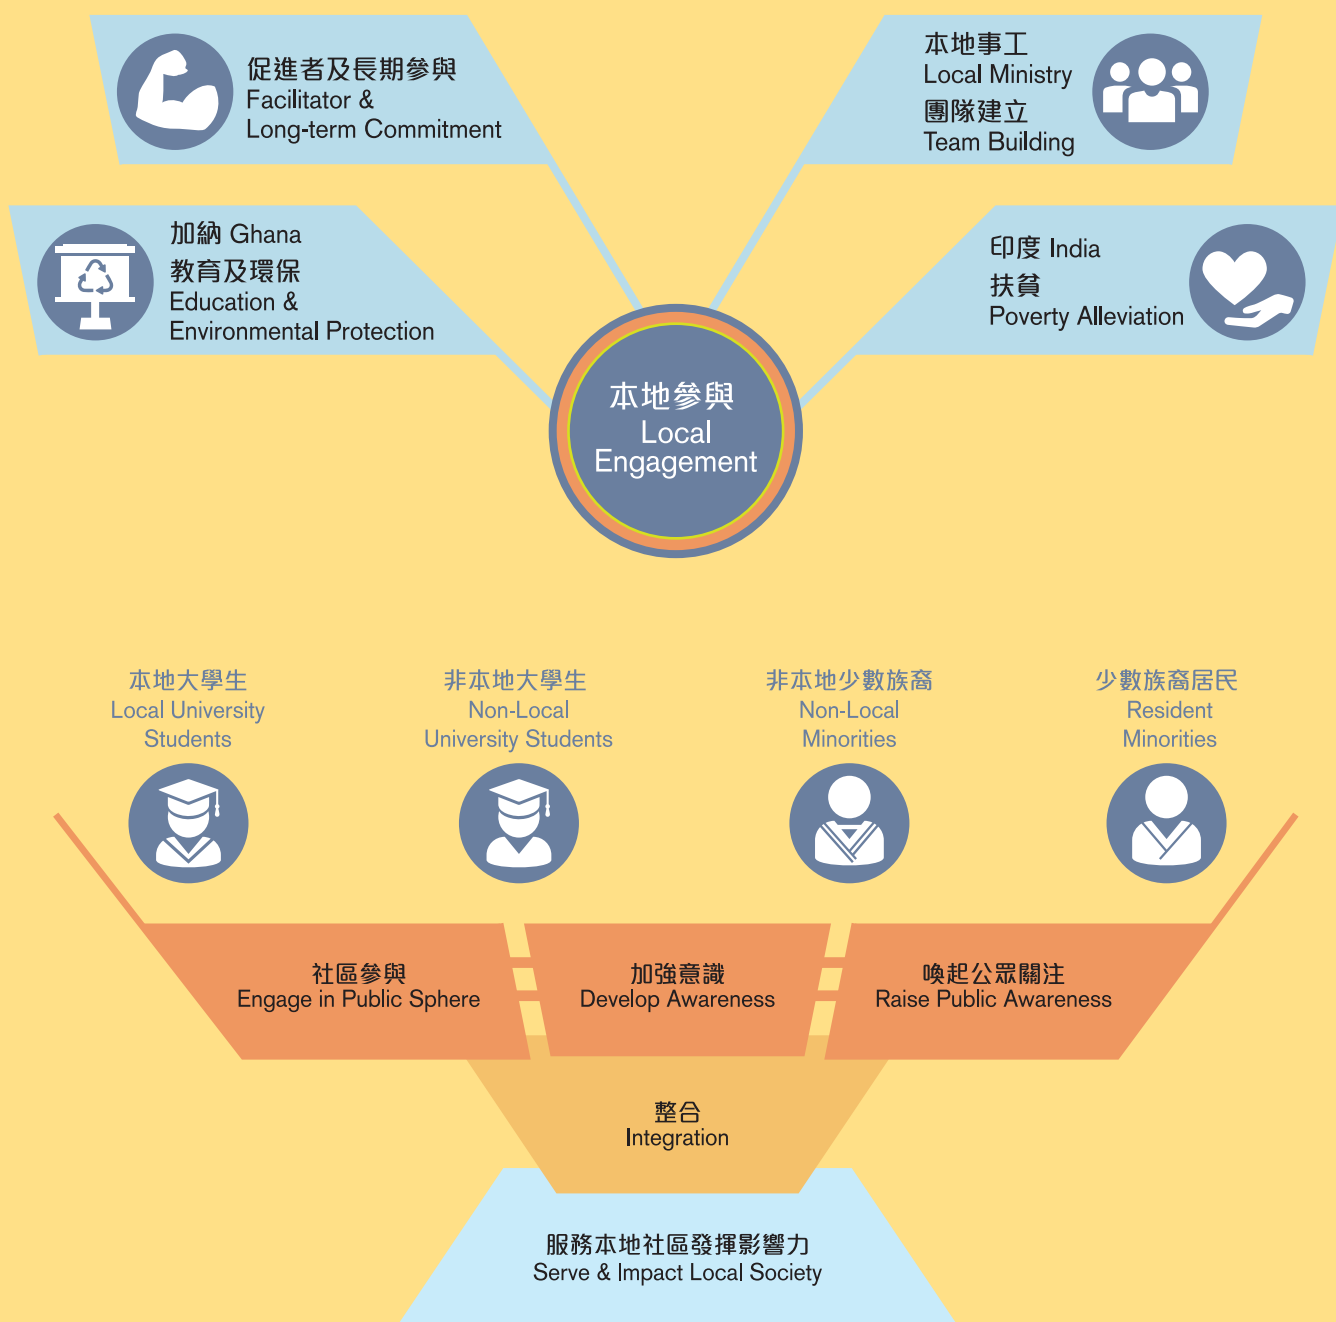 促進者及長期參與
Facilitator &
Long-term Commitment
本地事工
Local Ministry
團隊建立
Team Building
加納 Ghana
教育及環保
Education &
Environmental Protection
印度 India
扶貧
Poverty Alleviation
本地參與
Local
Engagement
本地大學生
Local University
Students
非本地大學生
Non-Local
University Students
非本地少數族裔
Non-Local
Minorities
少數族裔居民
Resident
Minorities
社區參與
Engage in Public Sphere
加強意識
Develop Awareness
喚起公眾關注
Raise Public Awareness
整合
Integration
服務本地社區發揮影響力
Serve & Impact Local Society